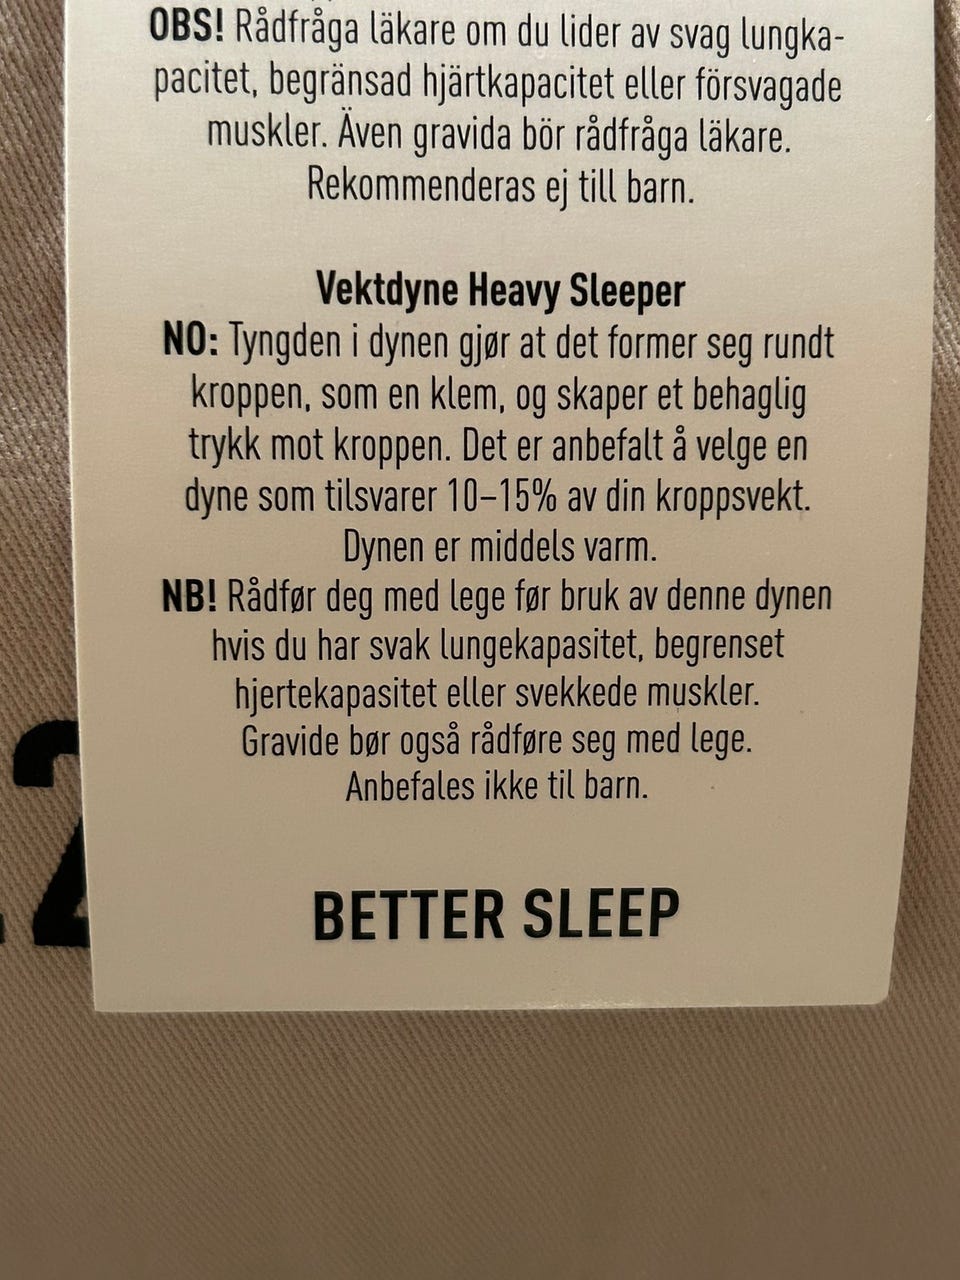 OBS! Rådfråga läkare om du lider av svag lungka-
pacitet, begränsad hjärtkapacitet eller försvagade
muskler. Även gravida bör rådfråga läkare.
Rekommenderas ej till barn.
Vektdyne Heavy Sleeper
NO: Tyngden i dynen gjør at det former seg rundt
kroppen, som en klem, og skaper et behaglig
trykk mot kroppen. Det er anbefalt å velge en
dyne som tilsvarer 10–15% av din kroppsvekt.
Dynen er middels varm.
NB! Rådfør deg med lege før bruk av denne dynen
hvis du har svak lungekapasitet, begrenset
hjertekapasitet eller svekkede muskler.
Gravide bør også rådføre seg med lege.
Anbefales ikke til barn.
2
BETTER SLEEP